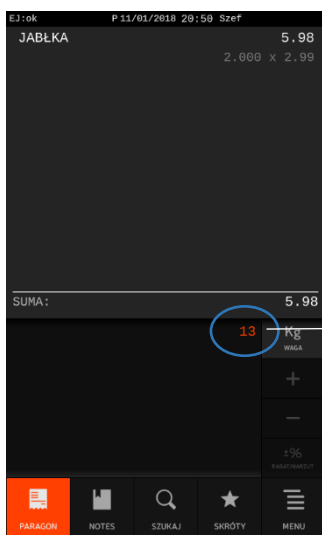 EJ:ok P 11/01/2018 20:50 Szef
JABŁKA 5.98
2.000 x 2.99
SUMA: 5.98
13 Kg
WAGA
+
−
±%
RABAT/NARZUT
PARAGON NOTES SZUKAJ SKRÓTY MENU